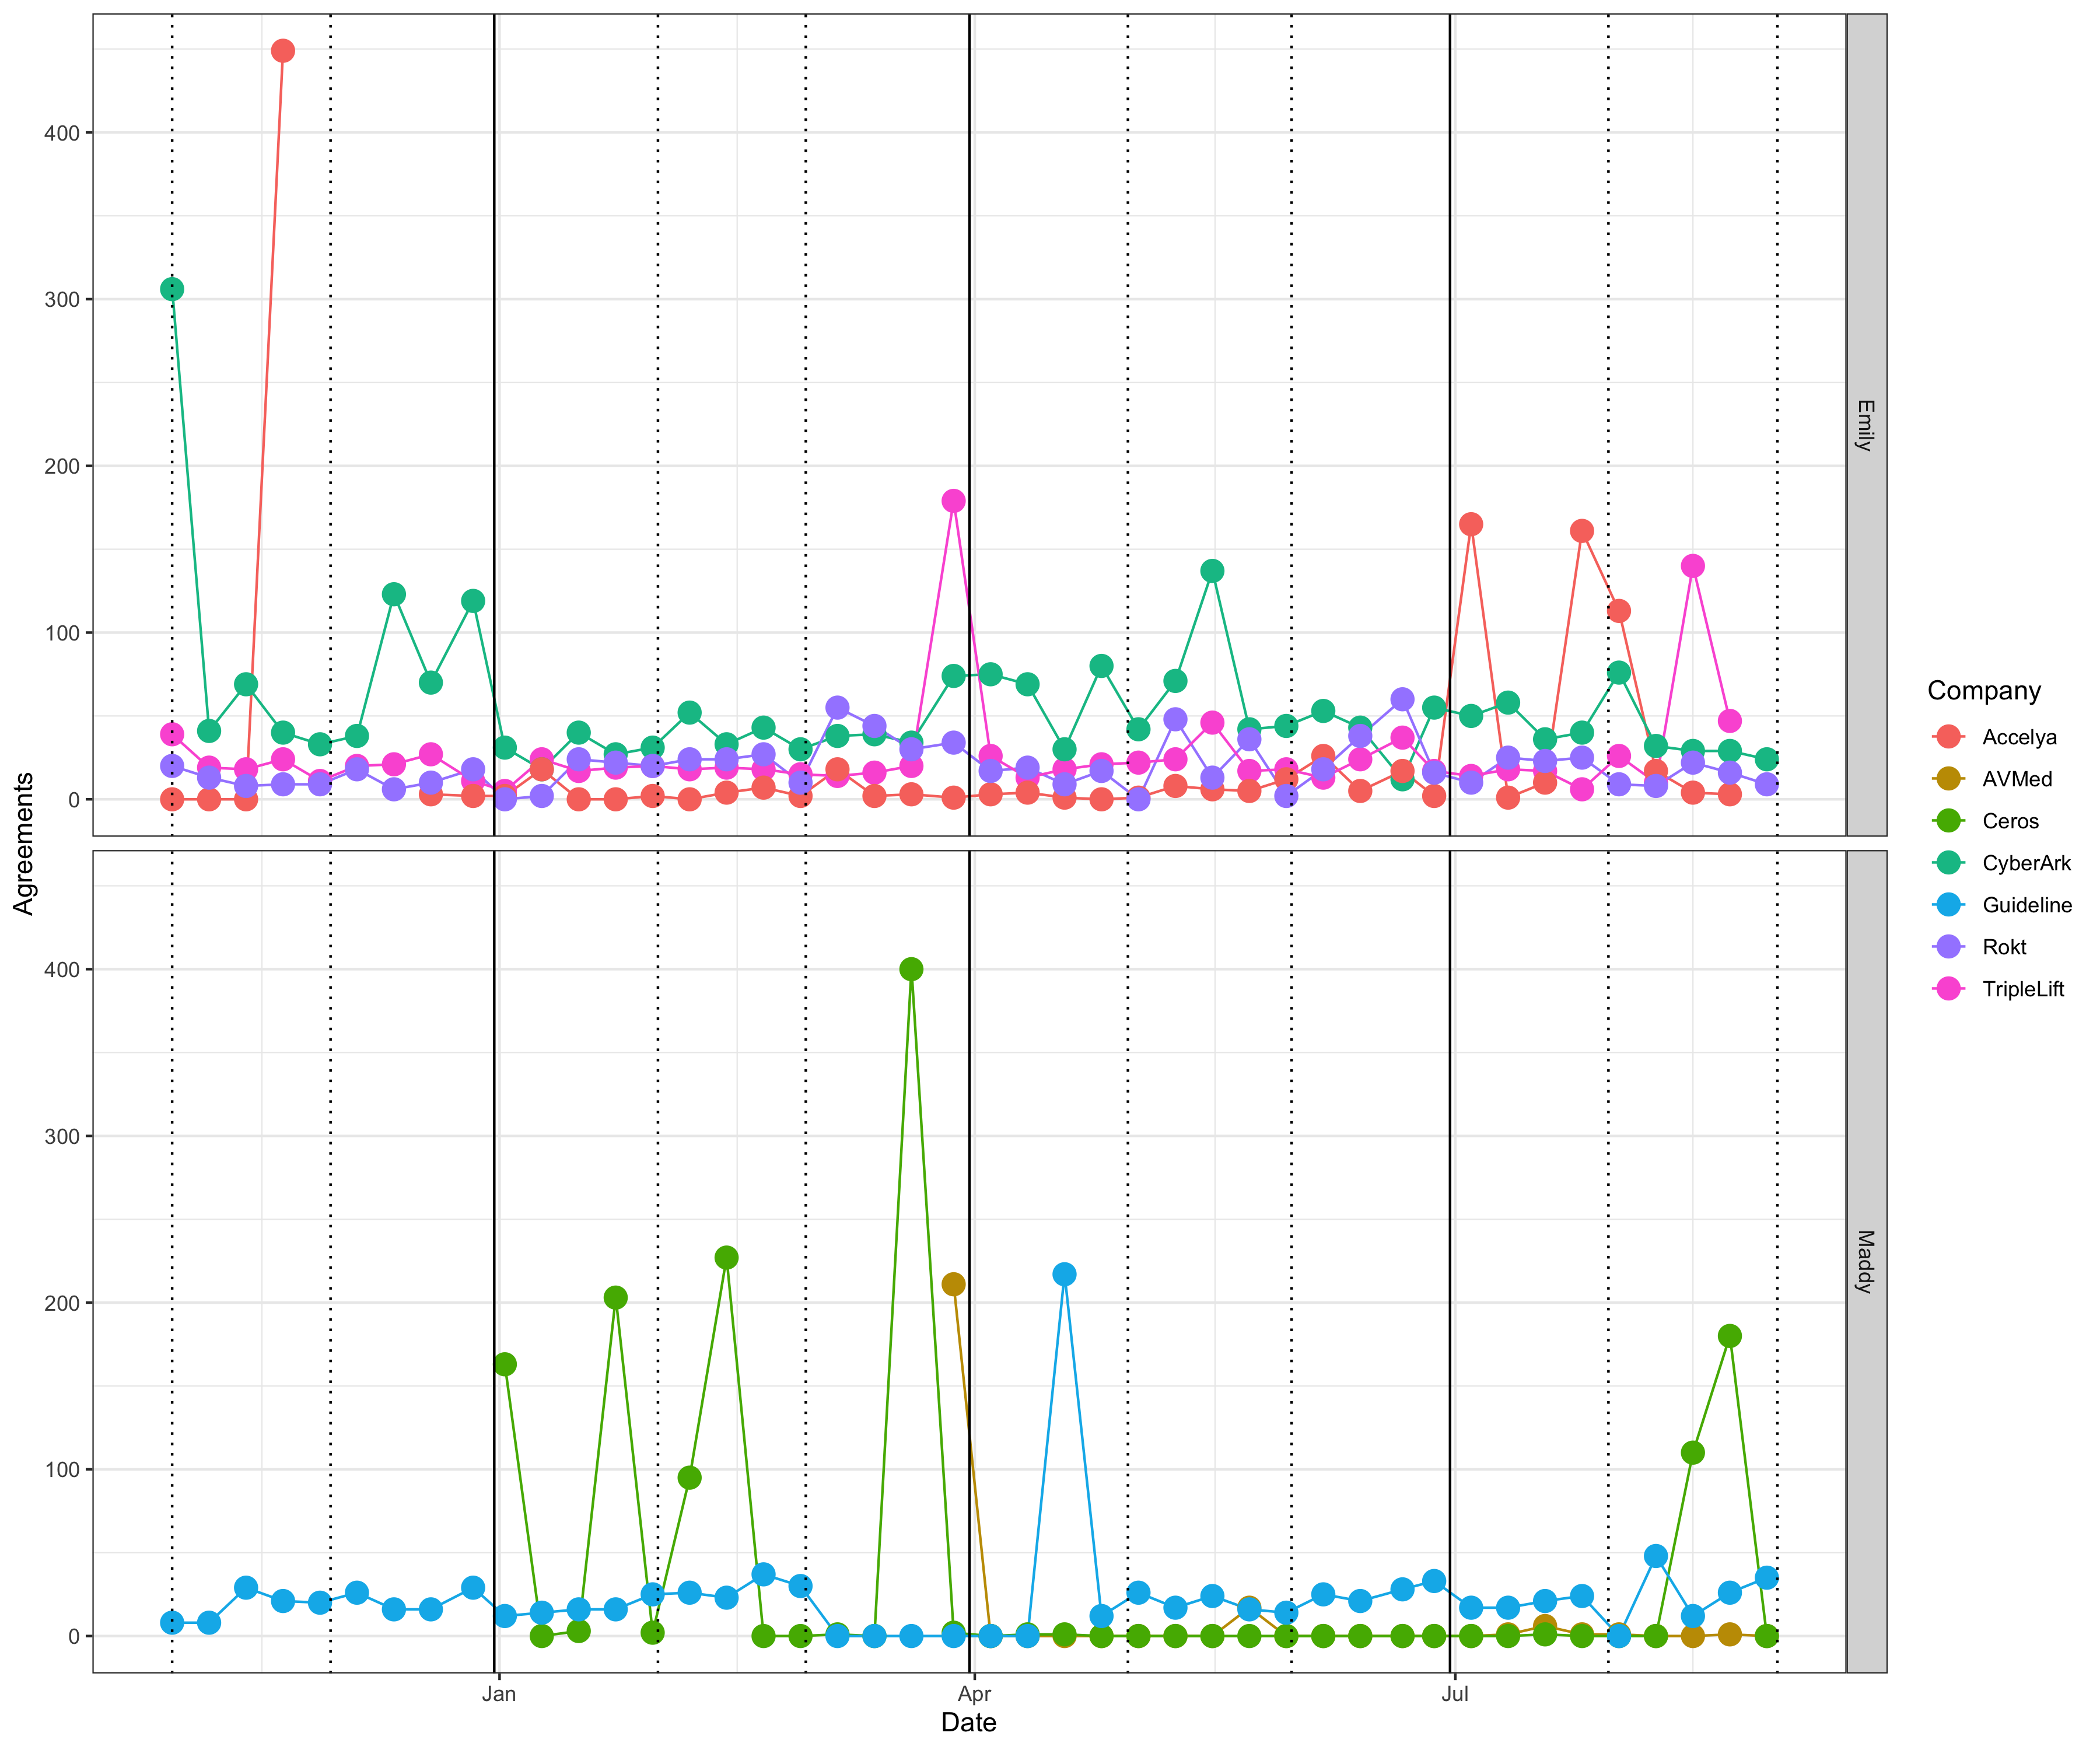 400
300
200
100
0
Emily
400
300
200
100
0
Maddy
Agreements
Jan
Apr
Jul
Date
Company
Accelya
AVMed
Ceros
CyberArk
Guideline
Rokt
TripleLift